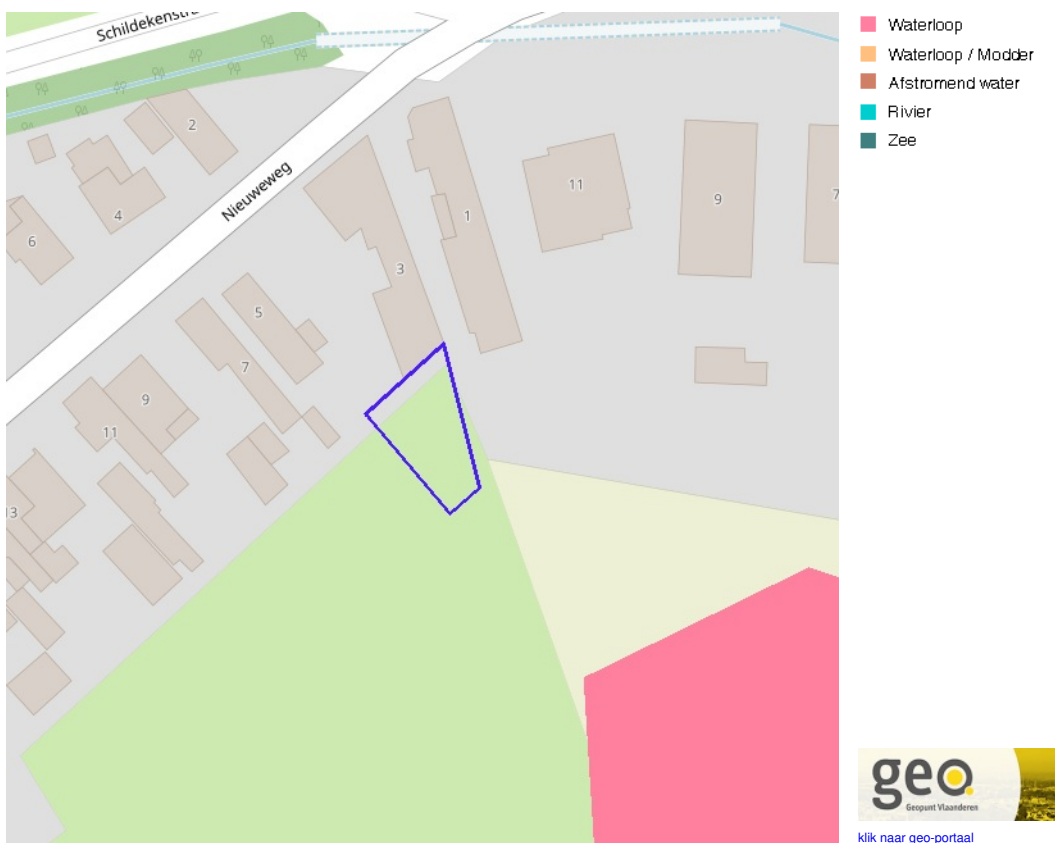 Schildekenstra
Nieuweweg
2
4
6
11
9
7
1
3
5
7
9
11
13
Waterloop
Waterloop / Modder
Afstromend water
Rivier
Zee
geo
Geopunt Vlaanderen
klik naar geo-portaal